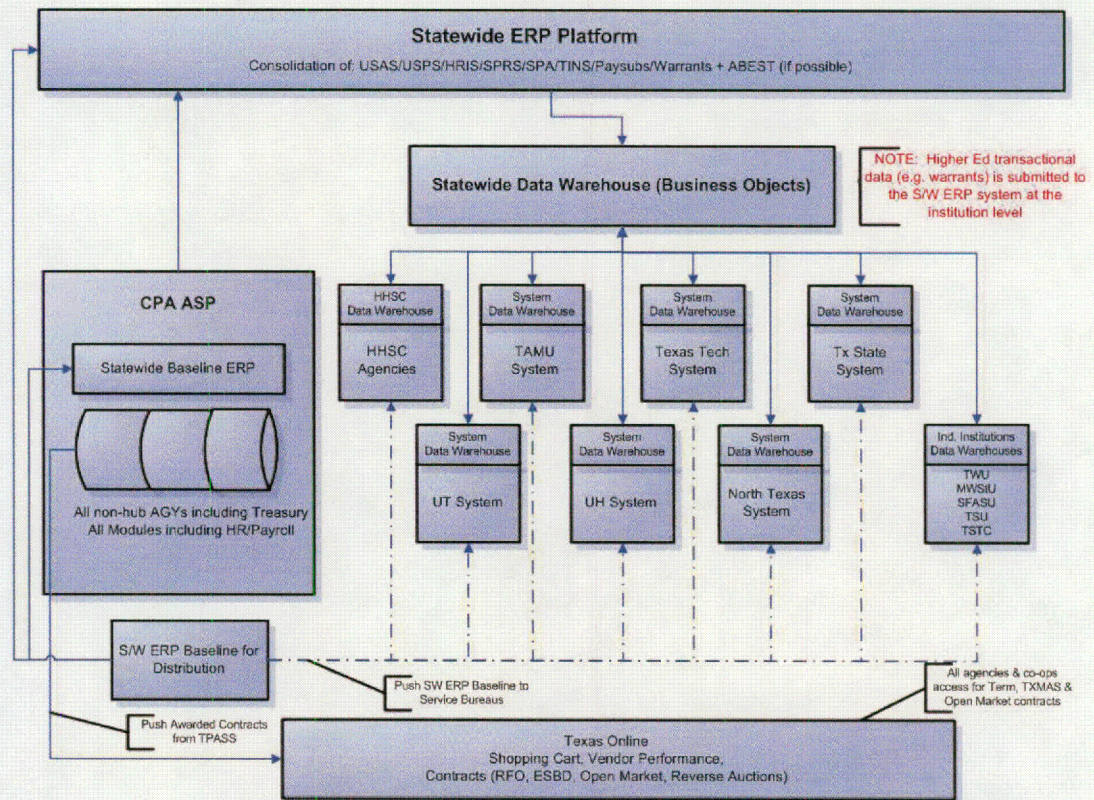 Statewide ERP Platform
Consolidation of: USAS/USPS/HRIS/SPRS/SPA/TINS/Paysubs/Warrants + ABEST (if possible)
Statewide Data Warehouse (Business Objects)
NOTE: Higher Ed transactional
data (e.g. warrants) is submitted to
the S/W ERP system at the
institution level
CPA ASP
Statewide Baseline ERP
All non-hub AGYs including Treasury
All Modules including HR/Payroll
HHSC
Data Warehouse
HHSC
Agencies
System
Data Warehouse
TAMU
System
System
Data Warehouse
Texas Tech
System
System
Data Warehouse
Tx State
System
System
Data Warehouse
UT System
System
Data Warehouse
UH System
System
Data Warehouse
North Texas
System
Ind. Institutions
Data Warehouses
TWU
MWStU
SFASU
TSU
TSTC
S/W ERP Baseline for
Distribution
Push SW ERP Baseline to
Service Bureaus
All agencies & co-ops
access for Term, TXMAS &
Open Market contracts
Push Awarded Contracts
from TPASS
Texas Online
Shopping Cart, Vendor Performance,
Contracts (RFO, ESBD, Open Market, Reverse Auctions)